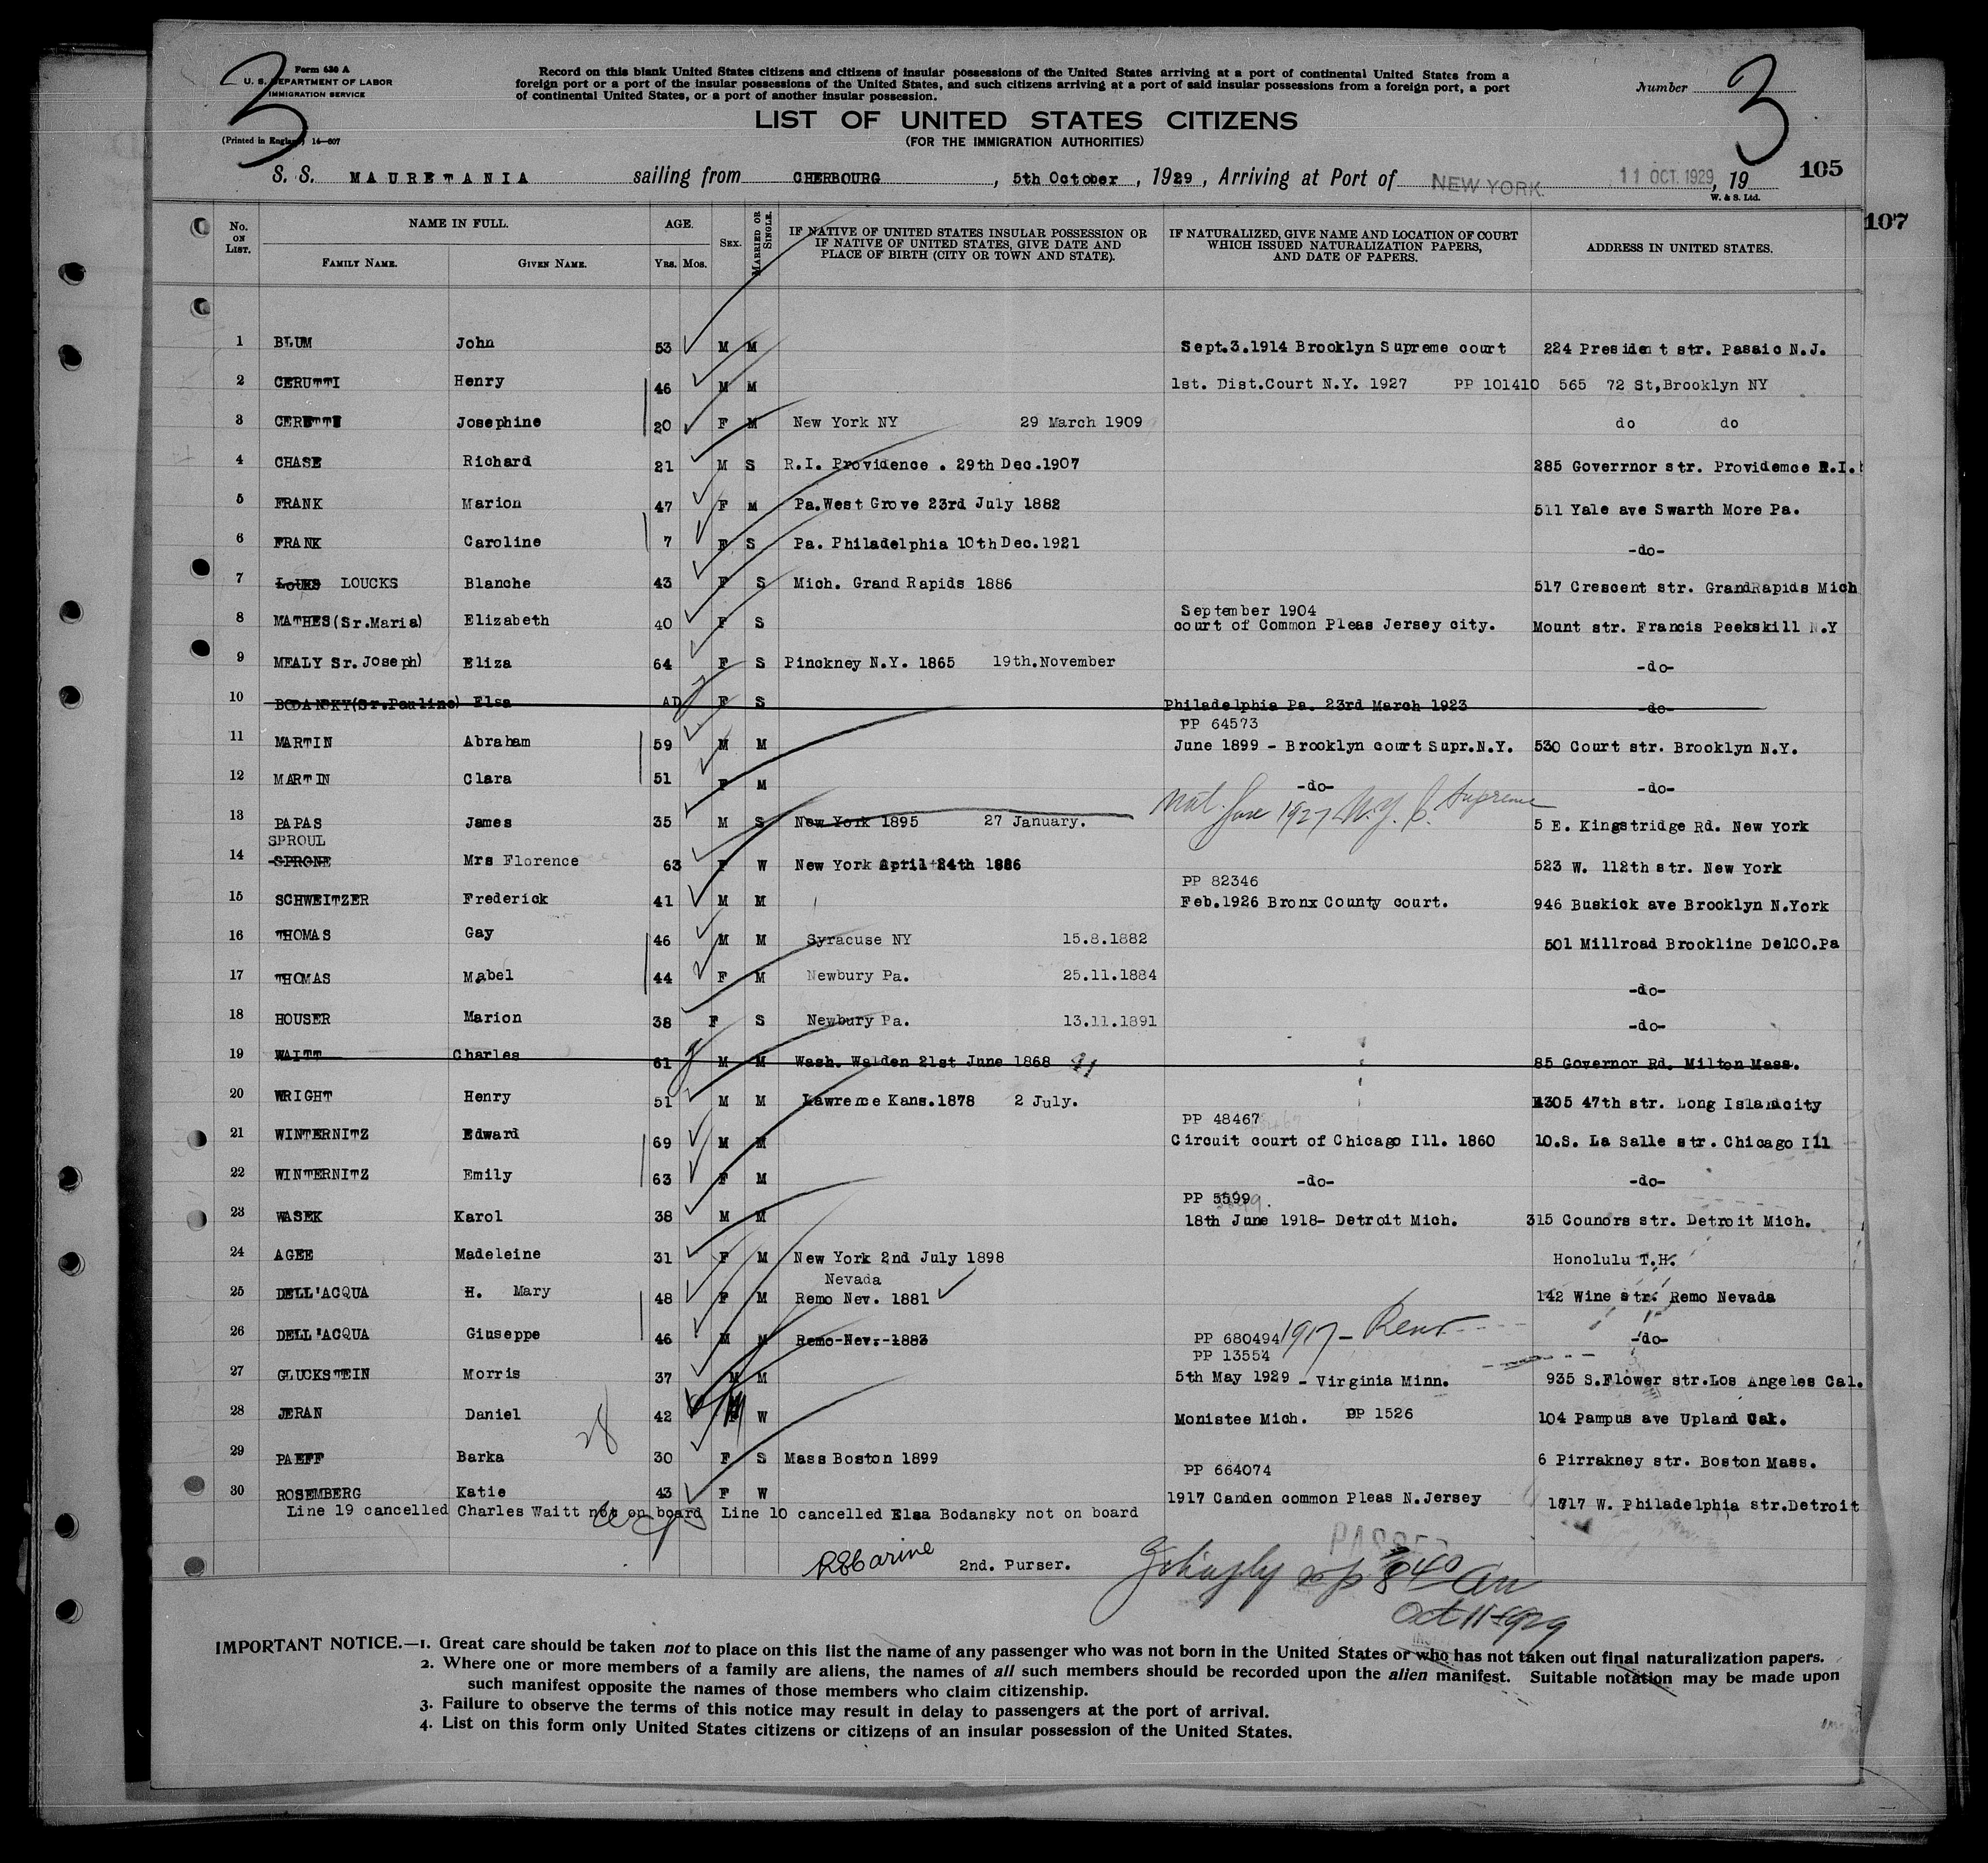 3
Form 630 A
U. S. DEPARTMENT OF LABOR
IMMIGRATION SERVICE
(Printed in England) 14—607
Record on this blank United States citizens and citizens of insular possessions of the United States arriving at a port of continental United States from a
foreign port or a port of the insular possessions of the United States, and such citizens arriving at a port of said insular possessions from a foreign port, a port
of continental United States, or a port of another insular possession.
Number 3
LIST OF UNITED STATES CITIZENS
(FOR THE IMMIGRATION AUTHORITIES)
S. S. MAURETANIA sailing from CHERBOURG, 5th October, 1929, Arriving at Port of NEW YORK. 11 OCT. 1929, 19 105
W. & S. Ltd.
107
No. ON LIST. NAME IN FULL. FAMILY NAME. GIVEN NAME. AGE. Yrs. Mos. SEX. MARRIED OR SINGLE. IF NATIVE OF UNITED STATES INSULAR POSSESSION OR IF NATIVE OF UNITED STATES, GIVE DATE AND PLACE OF BIRTH (CITY OR TOWN AND STATE). IF NATURALIZED, GIVE NAME AND LOCATION OF COURT WHICH ISSUED NATURALIZATION PAPERS, AND DATE OF PAPERS. ADDRESS IN UNITED STATES.
1 BLUM John 53 M M Sept.3.1914 Brooklyn Supreme court 224 President str. Passaic N.J.
2 CERUTTI Henry 46 M M 1st. Dist.Court N.Y. 1927 PP 101410 565 72 St,Brooklyn NY
3 CERUTTI Josephine 20 F M New York NY 29 March 1909 do do
4 CHASE Richard 21 M S R.I. Providence . 29th Dec.1907 285 Goverrnor str. Providemce R.I.
5 FRANK Marion 47 F M Pa.West Grove 23rd July 1882 511 Yale ave Swarth More Pa.
6 FRANK Caroline 7 F S Pa. Philadelphia 10th Dec.1921 -do-
7 LOUKS LOUCKS Blanche 43 F S Mich. Grand Rapids 1886 517 Crescent str. GrandRapids Mich
8 MATHES(Sr.Maria) Elizabeth 40 F S September 1904 court of Common Pleas Jersey city. Mount str. Francis Peekskill N.Y
9 MEALY Sr.Joseph) Eliza 64 F S Pinckney N.Y. 1865 19th.November -do-
10 BODANSKY(Sr.Pauline) Elsa AD F S Philadelphia Pa. 23rd March 1923 -do-
PP 64573
11 MARTIN Abraham 59 M M June 1899 - Brooklyn court Supr.N.Y. 530 Court str. Brooklyn N.Y.
12 MARTIN Clara 51 F M -do- -do-
Nat. June 1927 N.Y. S. Supreme
13 PAPAS James 35 M S New York 1895 27 January. 5 E. Kingstridge Rd. New York
SPROUL
14 SPRONE Mrs Florence 63 F W New York April 24th 1886 523 W. 112th str. New York
PP 82346
15 SCHWEITZER Frederick 41 M M Feb.1926 Bronx County court. 946 Buskick ave Brooklyn N.York
16 THOMAS Gay 46 M M Syracuse NY 15.8.1882 501 Millroad Brookline DelCO.Pa
17 THOMAS Mabel 44 F M Newbury Pa. 25.11.1884 -do-
18 HOUSER Marion 38 F S Newbury Pa. 13.11.1891 -do-
19 WAITT Charles 61 M M Wash. Walden 21st June 1868 85 Governor Rd. Milton Mass.
20 WRIGHT Henry 51 M M Lawrence Kans.1878 2 July. 4305 47th str. Long Islandcity
PP 48467
21 WINTERNITZ Edward 69 M M Circuit court of Chicago Ill. 1860 10.S. La Salle str. Chicago Ill
22 WINTERNITZ Emily 63 F M -do- -do-
PP 5599
23 WASEK Karol 38 M M 18th June 1918- Detroit Mich. 315 Counors str. Detroit Mich.
24 AGEE Madeleine 31 F M New York 2nd July 1898 Honolulu T.H.
Nevada
25 DELL'ACQUA H. Mary 48 F M Remo Nev. 1881 142 Wine str. Remo Nevada
26 DELL'ACQUA Giuseppe 46 M M Remo-Nev.-1883 PP 680494 1917 - Reno -do-
PP 13554
27 GLUCKSTEIN Morris 37 M M 5th May 1929 - Virginia Minn. 935 S.Flower str.Los Angeles Cal.
28 JERAN Daniel 42 M W Monistee Mich. PP 1526 104 Pampus ave Upland Cal.
28
29 PAEFF Barka 30 F S Mass Boston 1899 6 Pirrakney str. Boston Mass.
PP 664074
30 ROSEMBERG Katie 43 F W 1917 Camden common Pleas N.Jersey 1817 W. Philadelphia str.Detroit
Line 19 cancelled Charles Waitt not on board Line 10 cancelled Elsa Bodansky not on board
2nd. Purser.
PASSED
8 40 am
Oct 11-1929
IMPORTANT NOTICE.—1. Great care should be taken not to place on this list the name of any passenger who was not born in the United States or who has not taken out final naturalization papers.
2. Where one or more members of a family are aliens, the names of all such members should be recorded upon the alien manifest. Suitable notation may be made upon
such manifest opposite the names of those members who claim citizenship.
3. Failure to observe the terms of this notice may result in delay to passengers at the port of arrival.
4. List on this form only United States citizens or citizens of an insular possession of the United States.